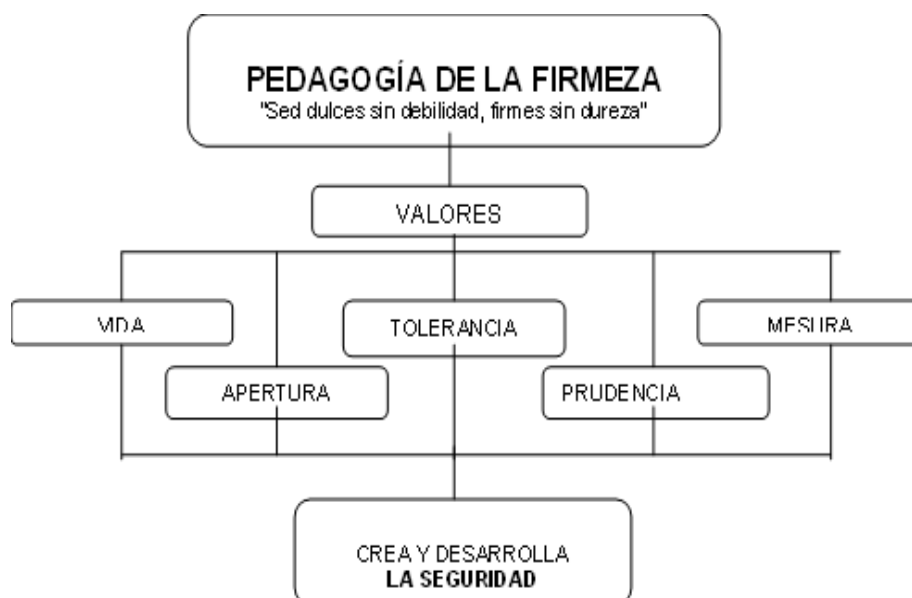 PEDAGOGÍA DE LA FIRMEZA
"Sed dulces sin debilidad, firmes sin dureza"
VALORES
VIDA
TOLERANCIA
MESURA
APERTURA
PRUDENCIA
CREA Y DESARROLLA
LA SEGURIDAD